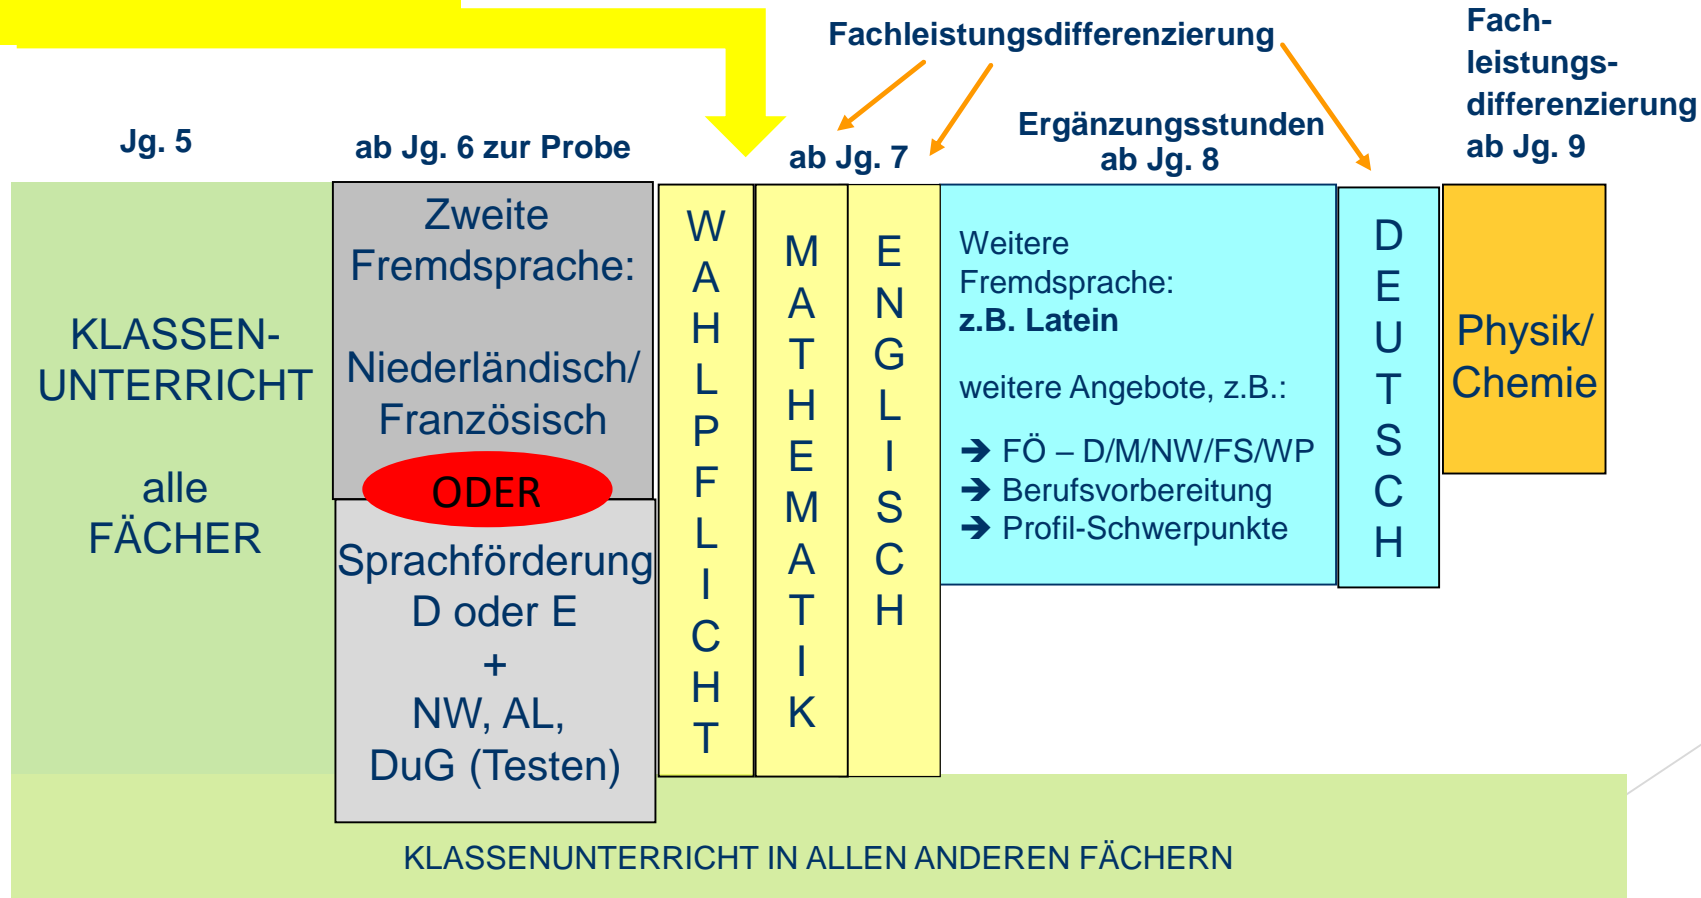 Fachleistungsdifferenzierung
Fach-
leistungs-
differenzierung
ab Jg. 9
Jg. 5
ab Jg. 6 zur Probe
ab Jg. 7
Ergänzungsstunden
ab Jg. 8
KLASSEN-
UNTERRICHT
alle
FÄCHER
Zweite
Fremdsprache:
Niederländisch/
Französisch
ODER
Sprachförderung
D oder E
+
NW, AL,
DuG (Testen)
WAHLPFLICHT
MATHEMATIK
ENGLISCH
Weitere
Fremdsprache:
z.B. Latein
weitere Angebote, z.B.:
➔ FÖ – D/M/NW/FS/WP
➔ Berufsvorbereitung
➔ Profil-Schwerpunkte
DEUTSCH
Physik/
Chemie
KLASSENUNTERRICHT IN ALLEN ANDEREN FÄCHERN